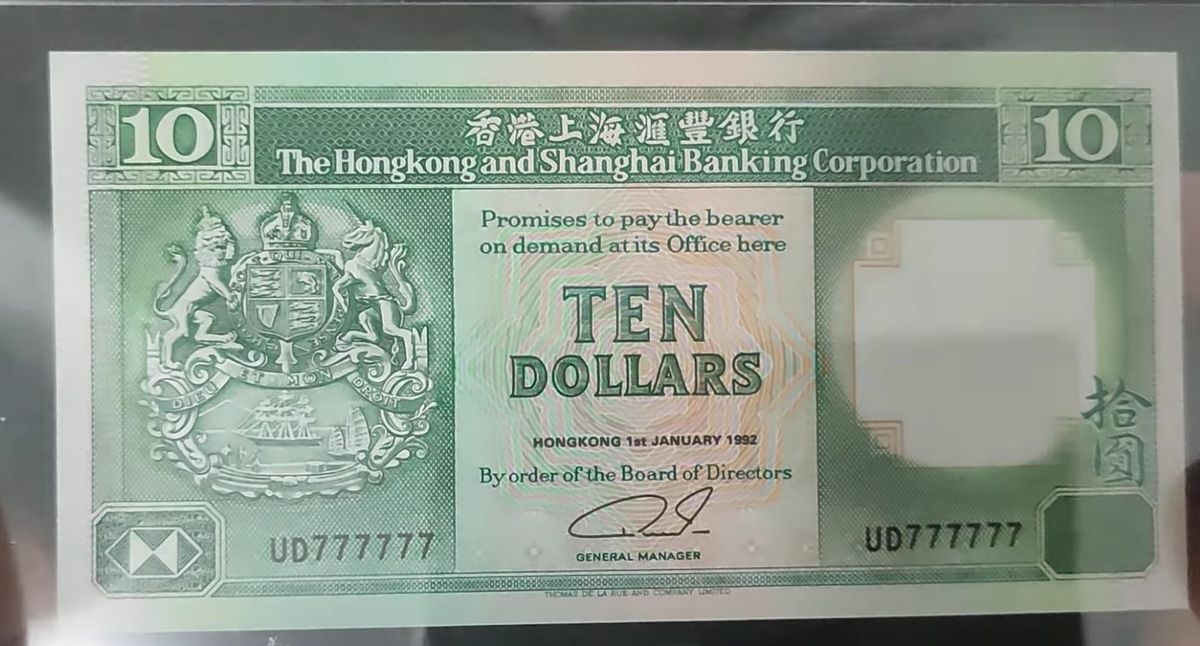 10
香港上海滙豐銀行
10
The Hongkong and Shanghai Banking Corporation
Promises to pay the bearer
on demand at its Office here
TEN
DOLLARS
QUI
DIEU ET MON DROIT
拾圓
HONGKONG 1st JANUARY 1992
By order of the Board of Directors
UD777777
UD777777
GENERAL MANAGER
THOMAS DE LA RUE AND COMPANY LIMITED